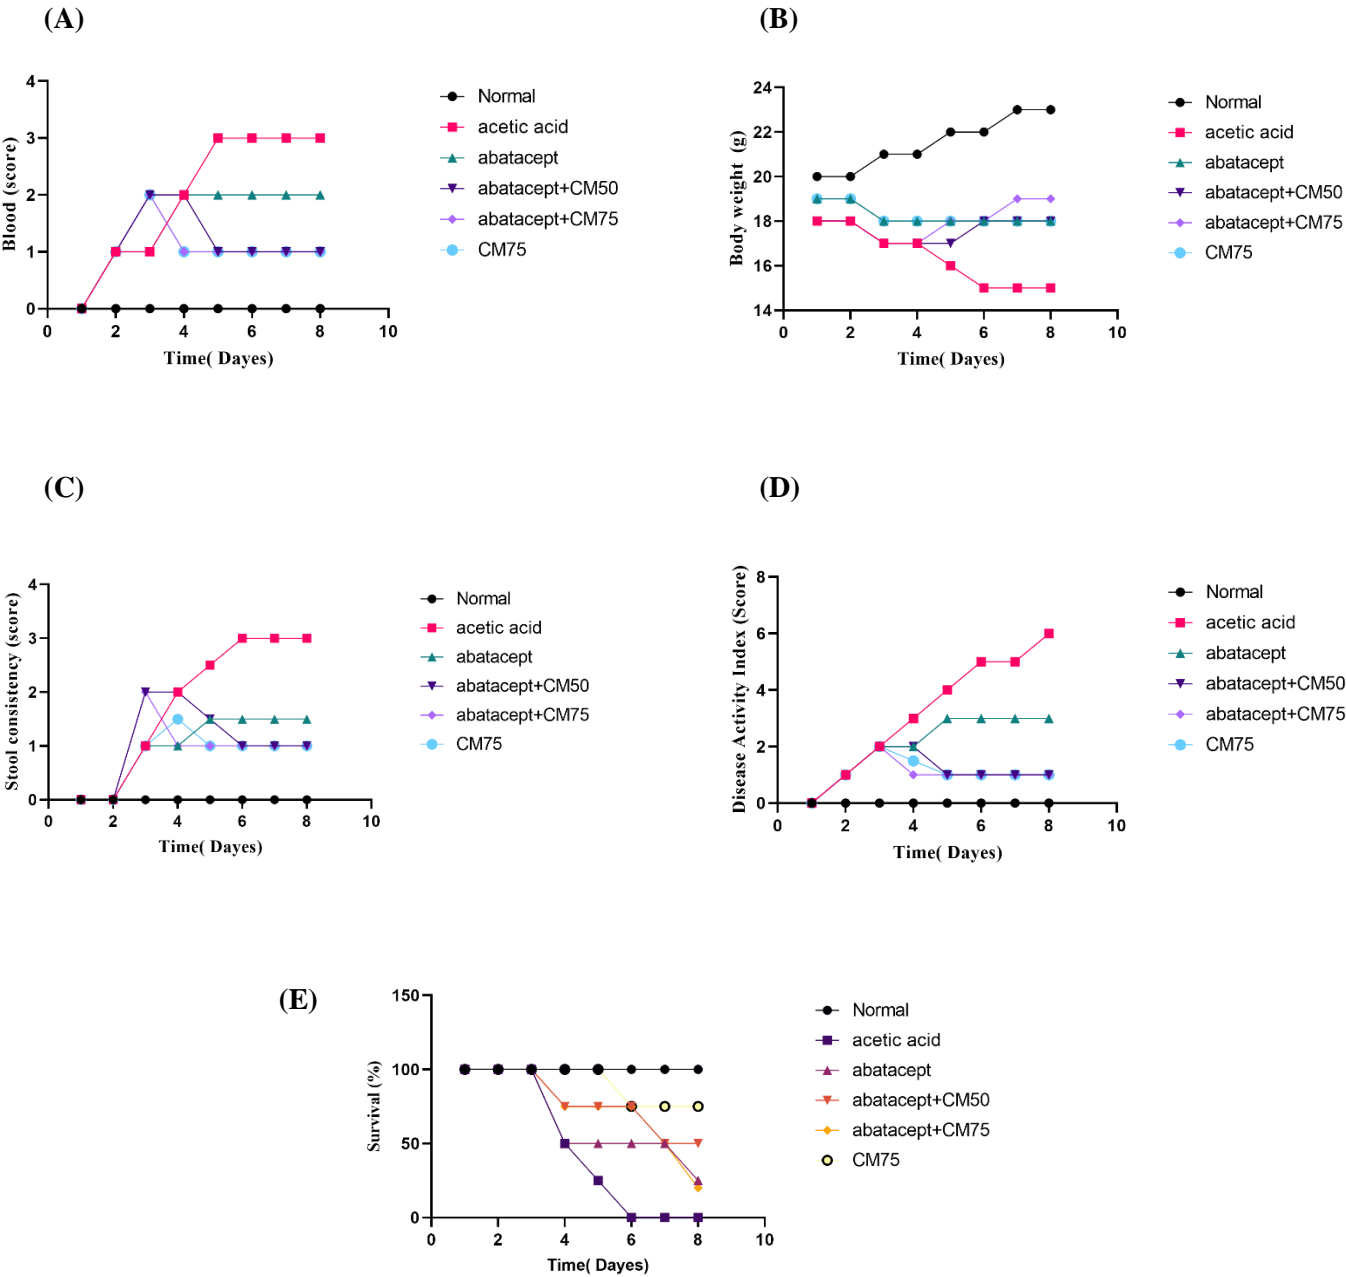 (A)
4
3
2
1
0
0 2 4 6 8 10
Blood (score)
Time( Dayes)
Normal
acetic acid
abatacept
abatacept+CM50
abatacept+CM75
CM75
(B)
24
22
20
18
16
14
0 2 4 6 8 10
Body weight (g)
Time( Dayes)
Normal
acetic acid
abatacept
abatacept+CM50
abatacept+CM75
CM75
(C)
4
3
2
1
0
0 2 4 6 8 10
Stool consistency (score)
Time( Dayes)
Normal
acetic acid
abatacept
abatacept+CM50
abatacept+CM75
CM75
(D)
8
6
4
2
0
0 2 4 6 8 10
Disease Activity Index (Score)
Time( Dayes)
Normal
acetic acid
abatacept
abatacept+CM50
abatacept+CM75
CM75
(E)
150
100
50
0
0 2 4 6 8 10
Survival (%)
Time( Dayes)
Normal
acetic acid
abatacept
abatacept+CM50
abatacept+CM75
CM75